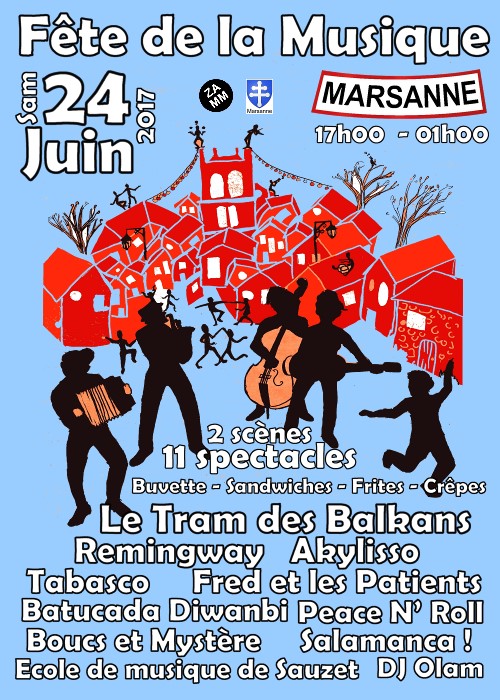 Fête de la Musique
Sam 24 Juin 2017
ZA MM
Marsanne
MARSANNE
17h00 - 01h00
2 scènes
11 spectacles
Buvette - Sandwiches - Frites - Crêpes
Le Tram des Balkans
Remingway Akylisso
Tabasco Fred et les Patients
Batucada Diwanbi Peace N' Roll
Boucs et Mystère Salamanca !
Ecole de musique de Sauzet DJ Olam